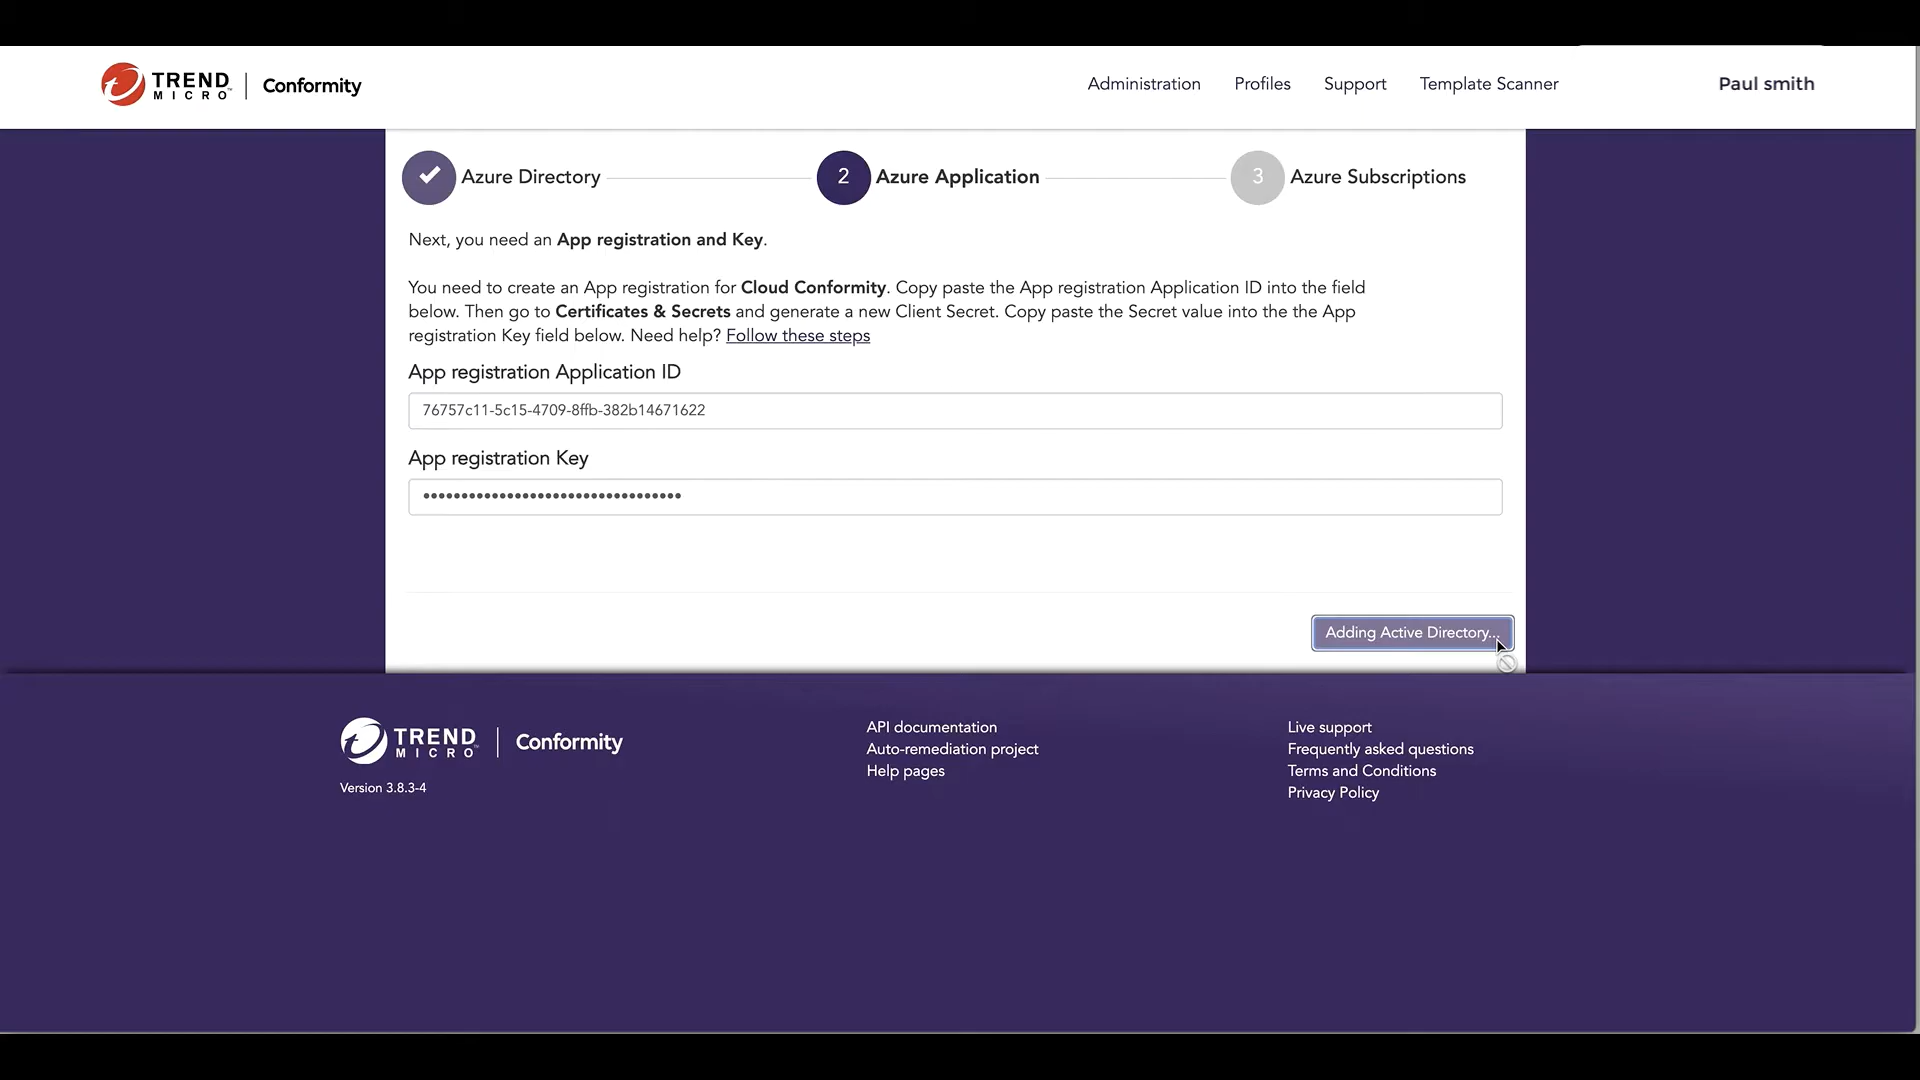 TREND MICRO | Conformity
Administration
Profiles
Support
Template Scanner
Paul smith
Azure Directory
2 Azure Application
3 Azure Subscriptions
Next, you need an App registration and Key.
You need to create an App registration for Cloud Conformity. Copy paste the App registration Application ID into the field
below. Then go to Certificates & Secrets and generate a new Client Secret. Copy paste the Secret value into the the App
registration Key field below. Need help? Follow these steps
App registration Application ID
76757c11-5c15-4709-8ffb-382b14671622
App registration Key
••••••••••••••••••••••••••••••••••
Adding Active Directory...
TREND MICRO | Conformity
Version 3.8.3-4
API documentation
Auto-remediation project
Help pages
Live support
Frequently asked questions
Terms and Conditions
Privacy Policy